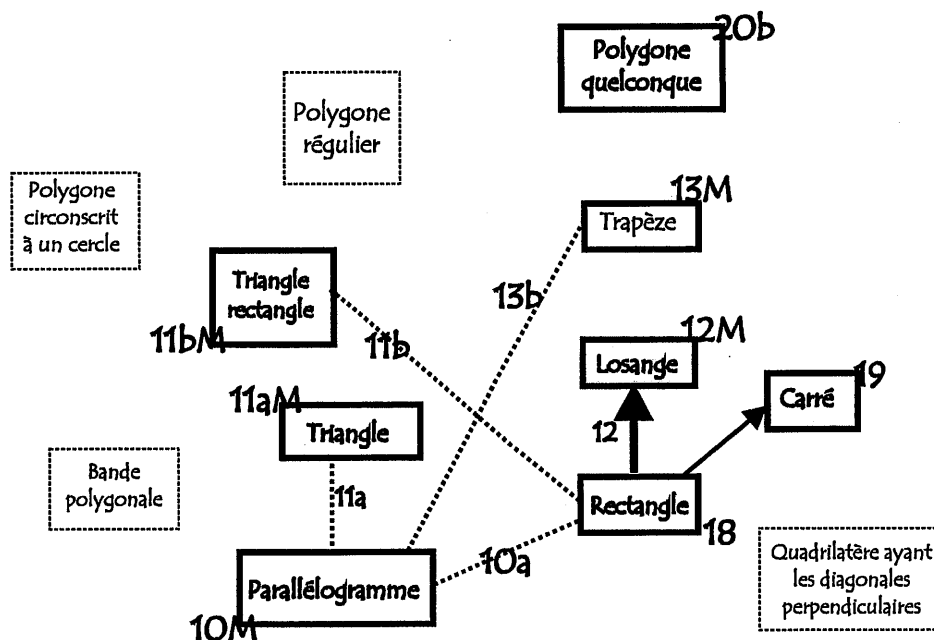 20b
Polygone
quelconque
Polygone
régulier
13M
Trapèze
Polygone
circonscrit
à un cercle
Triangle
rectangle
11bM
13b
11b
12M
Losange
19
Carré
11aM
Triangle
12
Bande
polygonale
11a
Rectangle
18
10a
Parallélogramme
10M
Quadrilatère ayant
les diagonales
perpendiculaires